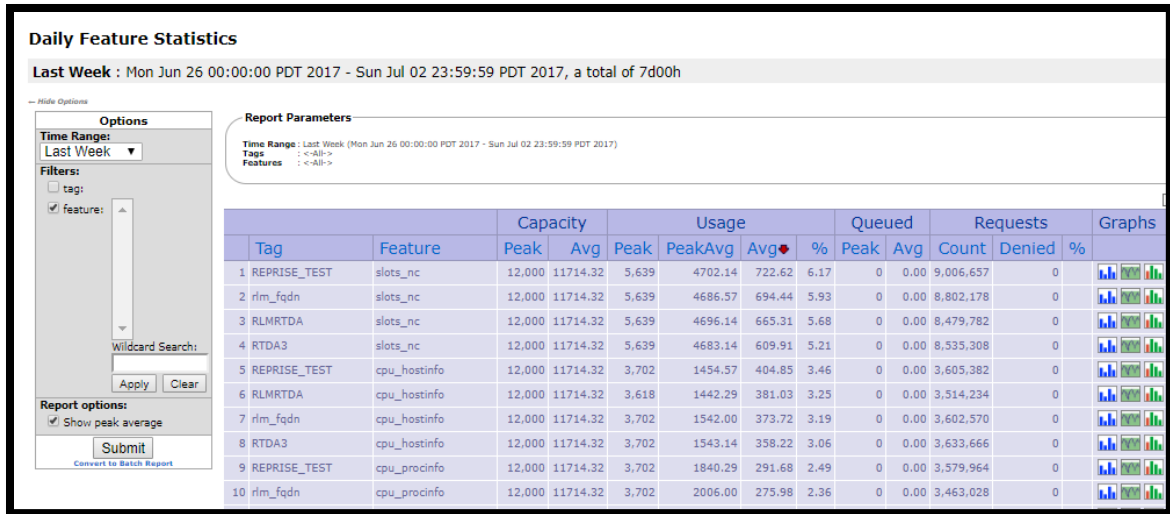 Daily Feature Statistics
Last Week : Mon Jun 26 00:00:00 PDT 2017 - Sun Jul 02 23:59:59 PDT 2017, a total of 7d00h
— Hide Options
Options
Time Range:
Last Week ▼
Filters:
tag:
feature:
Wildcard Search:
Apply Clear
Report options:
Show peak average
Submit
Convert to Batch Report
Report Parameters
Time Range : Last Week (Mon Jun 26 00:00:00 PDT 2017 - Sun Jul 02 23:59:59 PDT 2017)
Tags : <-All->
Features : <-All->
Capacity Usage Queued Requests Graphs
Tag Feature Peak Avg Peak PeakAvg Avg % Peak Avg Count Denied %
1 REPRISE_TEST slots_nc 12,000 11714.32 5,639 4702.14 722.62 6.17 0 0.00 9,006,657 0
2 rlm_fqdn slots_nc 12,000 11714.32 5,639 4686.57 694.44 5.93 0 0.00 8,802,178 0
3 RLMRTDA slots_nc 12,000 11714.32 5,639 4696.14 665.31 5.68 0 0.00 8,479,782 0
4 RTDA3 slots_nc 12,000 11714.32 5,639 4683.14 609.91 5.21 0 0.00 8,535,308 0
5 REPRISE_TEST cpu_hostinfo 12,000 11714.32 3,702 1454.57 404.85 3.46 0 0.00 3,605,382 0
6 RLMRTDA cpu_hostinfo 12,000 11714.32 3,618 1442.29 381.03 3.25 0 0.00 3,514,234 0
7 rlm_fqdn cpu_hostinfo 12,000 11714.32 3,702 1542.00 373.72 3.19 0 0.00 3,602,570 0
8 RTDA3 cpu_hostinfo 12,000 11714.32 3,702 1543.14 358.22 3.06 0 0.00 3,633,666 0
9 REPRISE_TEST cpu_procinfo 12,000 11714.32 3,702 1840.29 291.68 2.49 0 0.00 3,579,964 0
10 rlm_fqdn cpu_procinfo 12,000 11714.32 3,702 2006.00 275.98 2.36 0 0.00 3,463,028 0